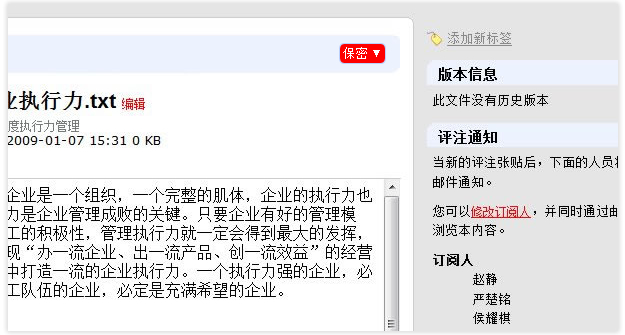 保密 ▼
业执行力.txt 编辑
度执行力管理
2009-01-07 15:31 0 KB
企业是一个组织，一个完整的肌体，企业的执行力也
力是企业管理成败的关键。只要企业有好的管理模
工的积极性，管理执行力就一定会得到最大的发挥，
现“办一流企业、出一流产品、创一流效益”的经营
中打造一流的企业执行力。一个执行力强的企业，必
工队伍的企业，必定是充满希望的企业。
添加新标签
版本信息
此文件没有历史版本
评注通知
当新的评注张贴后，下面的人员将
邮件通知。
您可以修改订阅人，并同时通过由
浏览本内容。
订阅人
赵静
严楚铭
侯耀棋